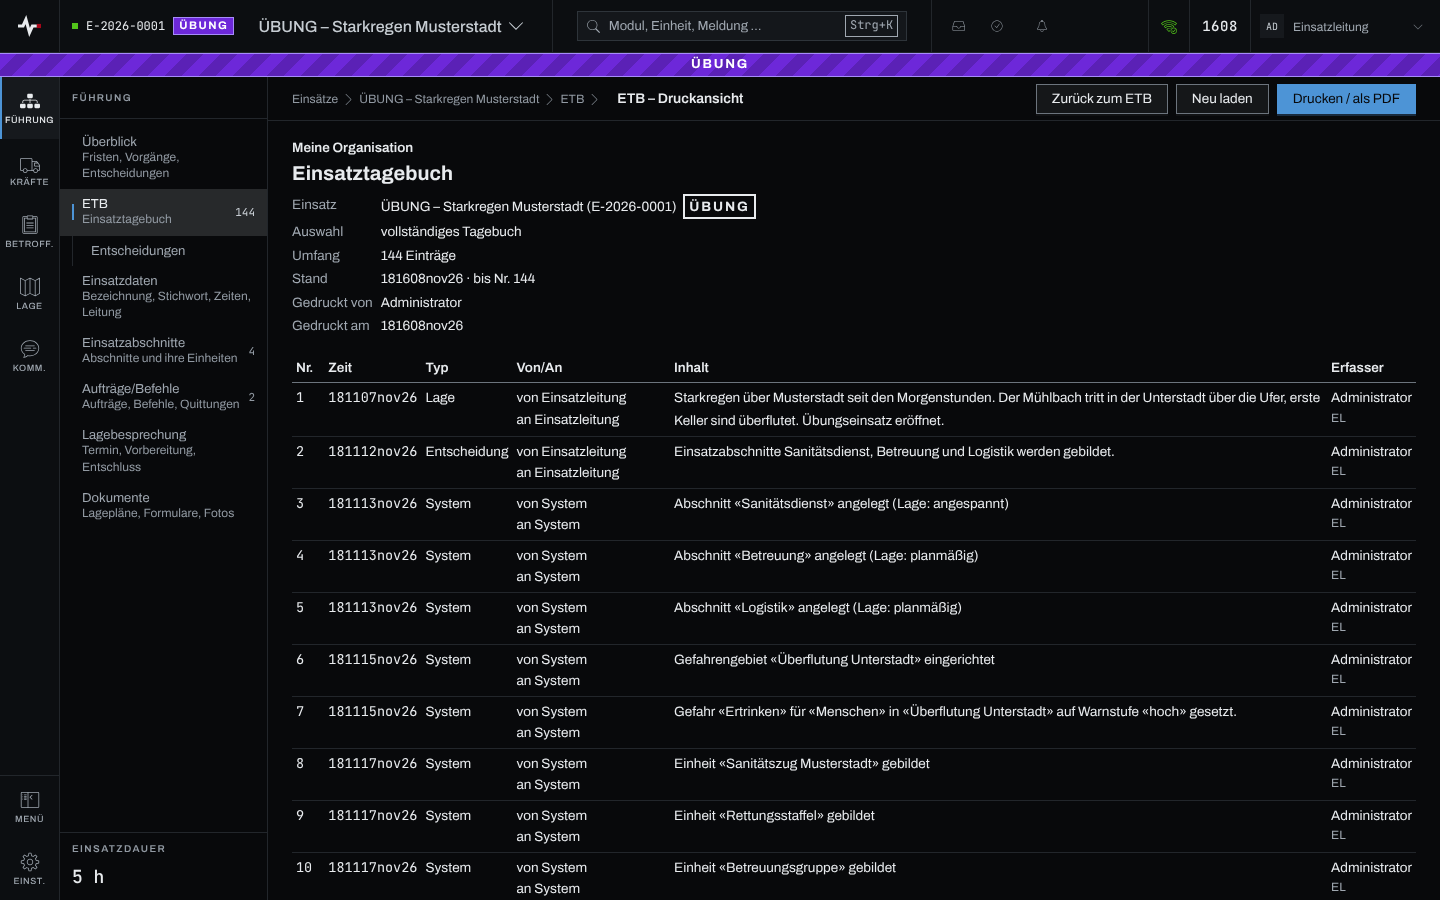 E-2026-0001 ÜBUNG ÜBUNG – Starkregen Musterstadt Modul, Einheit, Meldung ... Strg+K 1608 AD Einsatzleitung
ÜBUNG
FÜHRUNG
KRÄFTE
BETROFF.
LAGE
KOMM.
MENÜ
EINST.
FÜHRUNG
Überblick
Fristen, Vorgänge,
Entscheidungen
ETB
Einsatztagebuch 144
Entscheidungen
Einsatzdaten
Bezeichnung, Stichwort, Zeiten,
Leitung
Einsatzabschnitte
Abschnitte und ihre Einheiten 4
Aufträge/Befehle
Aufträge, Befehle, Quittungen 2
Lagebesprechung
Termin, Vorbereitung,
Entschluss
Dokumente
Lagepläne, Formulare, Fotos
EINSATZDAUER
5 h
Einsätze ÜBUNG – Starkregen Musterstadt ETB ETB – Druckansicht Zurück zum ETB Neu laden Drucken / als PDF
Meine Organisation
Einsatztagebuch
Einsatz ÜBUNG – Starkregen Musterstadt (E-2026-0001) ÜBUNG
Auswahl vollständiges Tagebuch
Umfang 144 Einträge
Stand 181608nov26 · bis Nr. 144
Gedruckt von Administrator
Gedruckt am 181608nov26
Nr. Zeit Typ Von/An Inhalt Erfasser
1 181107nov26 Lage von Einsatzleitung Starkregen über Musterstadt seit den Morgenstunden. Der Mühlbach tritt in der Unterstadt über die Ufer, erste Administrator
an Einsatzleitung Keller sind überflutet. Übungseinsatz eröffnet. EL
2 181112nov26 Entscheidung von Einsatzleitung Einsatzabschnitte Sanitätsdienst, Betreuung und Logistik werden gebildet. Administrator
an Einsatzleitung EL
3 181113nov26 System von System Abschnitt «Sanitätsdienst» angelegt (Lage: angespannt) Administrator
an System EL
4 181113nov26 System von System Abschnitt «Betreuung» angelegt (Lage: planmäßig) Administrator
an System EL
5 181113nov26 System von System Abschnitt «Logistik» angelegt (Lage: planmäßig) Administrator
an System EL
6 181115nov26 System von System Gefahrengebiet «Überflutung Unterstadt» eingerichtet Administrator
an System EL
7 181115nov26 System von System Gefahr «Ertrinken» für «Menschen» in «Überflutung Unterstadt» auf Warnstufe «hoch» gesetzt. Administrator
an System EL
8 181117nov26 System von System Einheit «Sanitätszug Musterstadt» gebildet Administrator
an System EL
9 181117nov26 System von System Einheit «Rettungsstaffel» gebildet Administrator
an System EL
10 181117nov26 System von System Einheit «Betreuungsgruppe» gebildet Administrator
an System EL